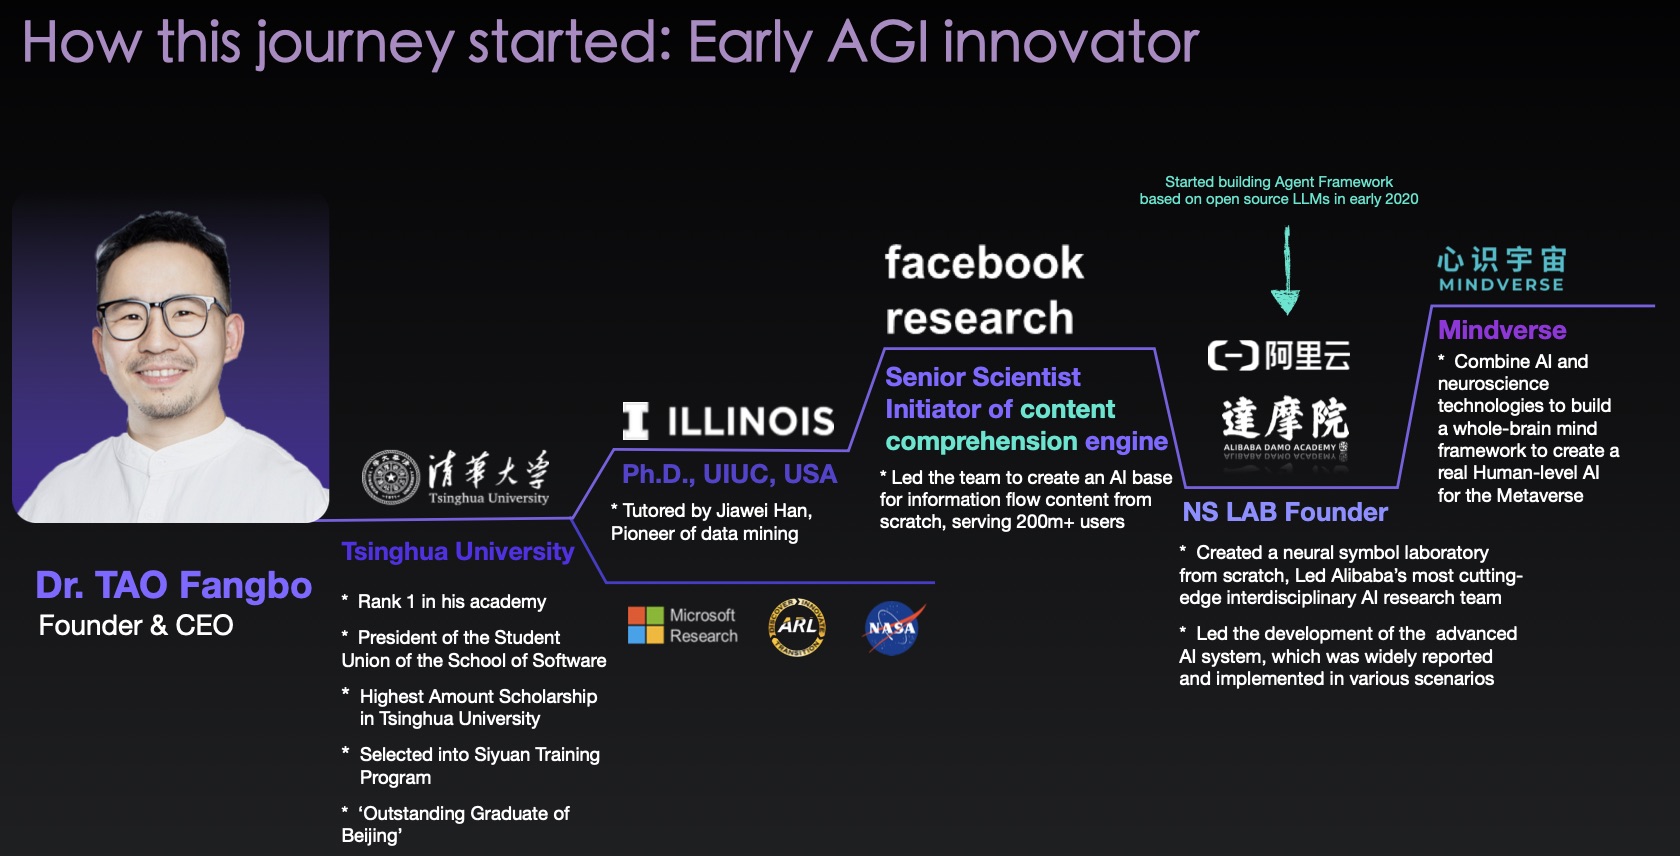 How this journey started: Early AGI innovator
Dr. TAO Fangbo
Founder & CEO
清華大学
Tsinghua University
Tsinghua University
* Rank 1 in his academy
* President of the Student
Union of the School of Software
* Highest Amount Scholarship
in Tsinghua University
* Selected into Siyuan Training
Program
* ‘Outstanding Graduate of
Beijing’
I ILLINOIS
Ph.D., UIUC, USA
* Tutored by Jiawei Han,
Pioneer of data mining
Microsoft
Research
DISCOVER INNOVATE
ARL
TRANSITION
NASA
facebook
research
Senior Scientist
Initiator of content
comprehension engine
* Led the team to create an AI base
for information flow content from
scratch, serving 200m+ users
Started building Agent Framework
based on open source LLMs in early 2020
阿里云
達摩院
ALIBABA DAMO ACADEMY
NS LAB Founder
* Created a neural symbol laboratory
from scratch, Led Alibaba’s most cutting-
edge interdisciplinary AI research team
* Led the development of the advanced
AI system, which was widely reported
and implemented in various scenarios
心识宇宙
MINDVERSE
Mindverse
* Combine AI and
neuroscience
technologies to build
a whole-brain mind
framework to create a
real Human-level AI
for the Metaverse